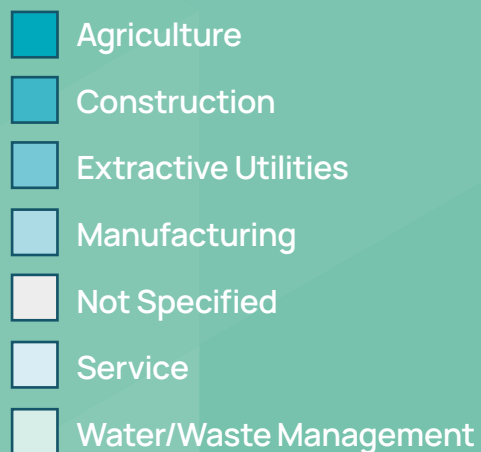 Agriculture
Construction
Extractive Utilities
Manufacturing
Not Specified
Service
Water/Waste Management